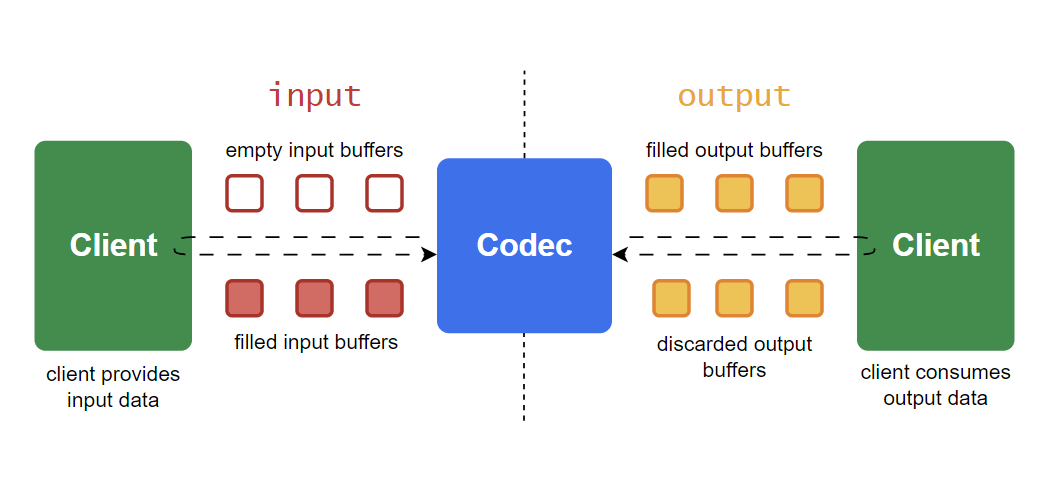 input
output
empty input buffers
filled output buffers
Client
Codec
Client
filled input buffers
discarded output
buffers
client provides
input data
client consumes
output data